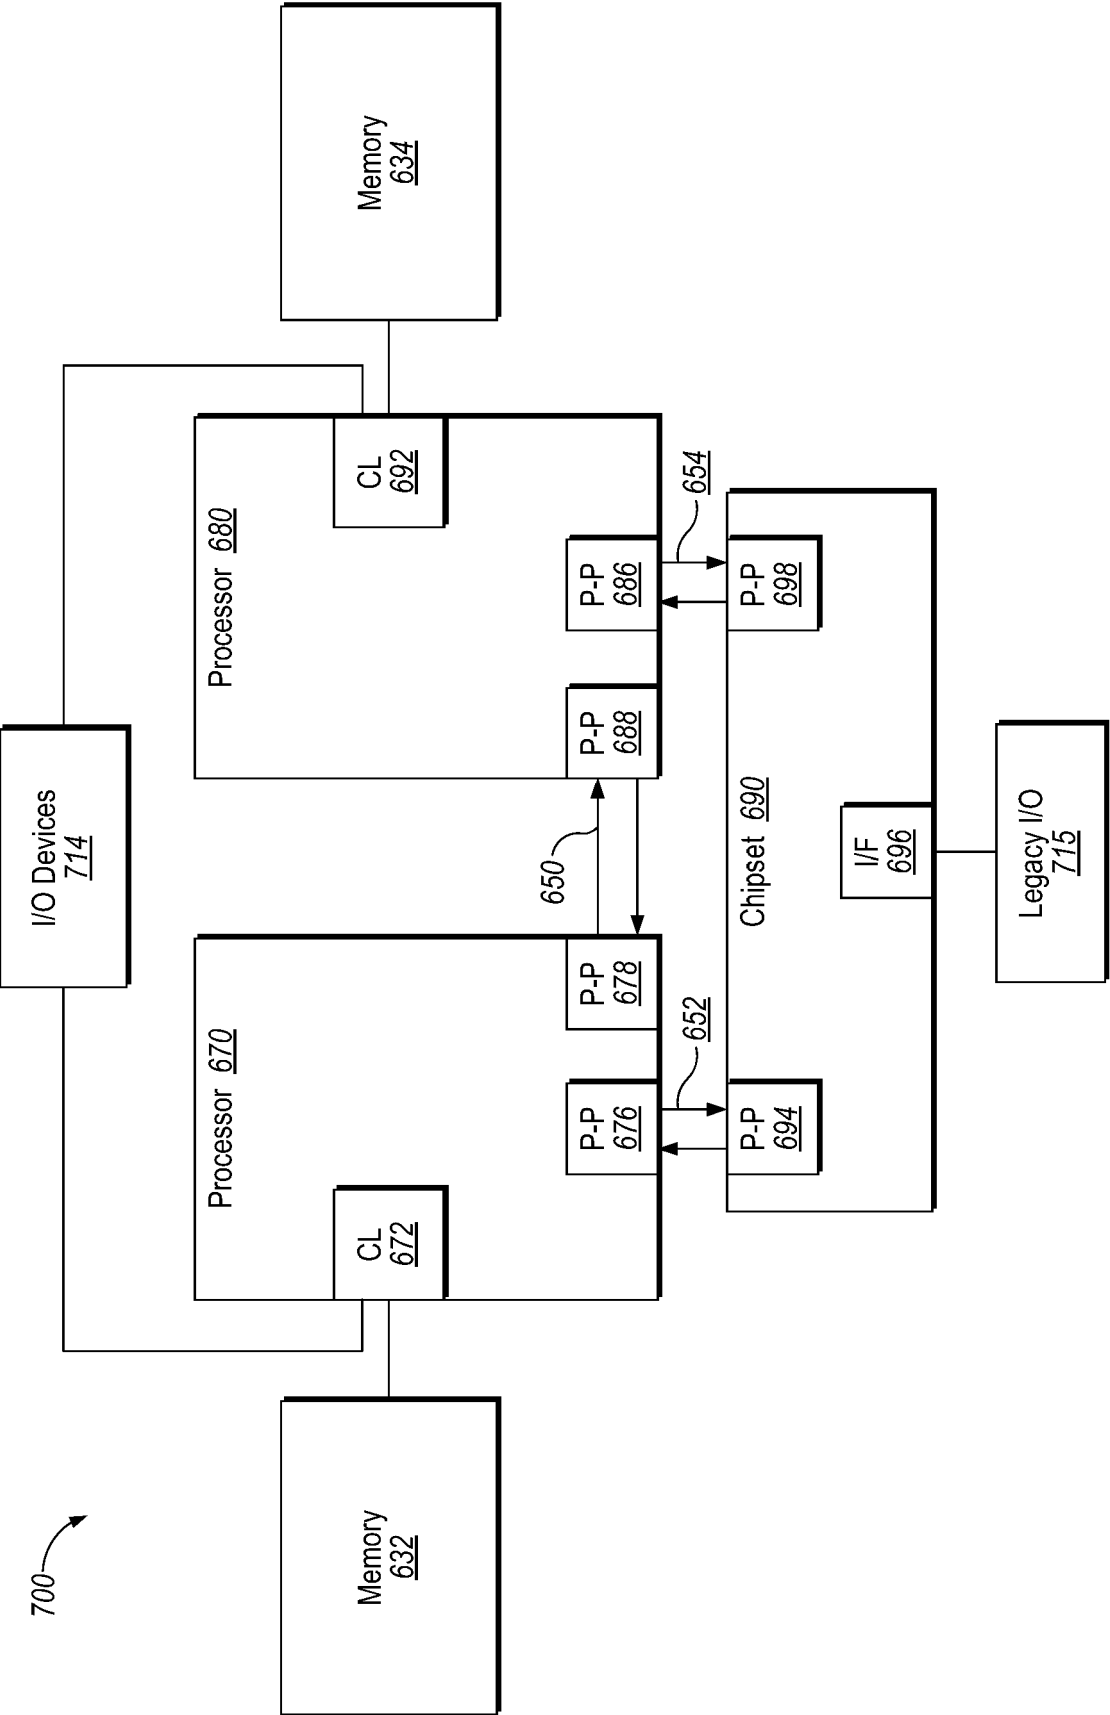 700
I/O Devices
714
Memory
632
Processor 670
CL
672
P-P
676
P-P
678
650
Processor 680
CL
692
P-P
688
P-P
686
Memory
634
652
654
Chipset 690
P-P
694
P-P
698
I/F
696
Legacy I/O
715